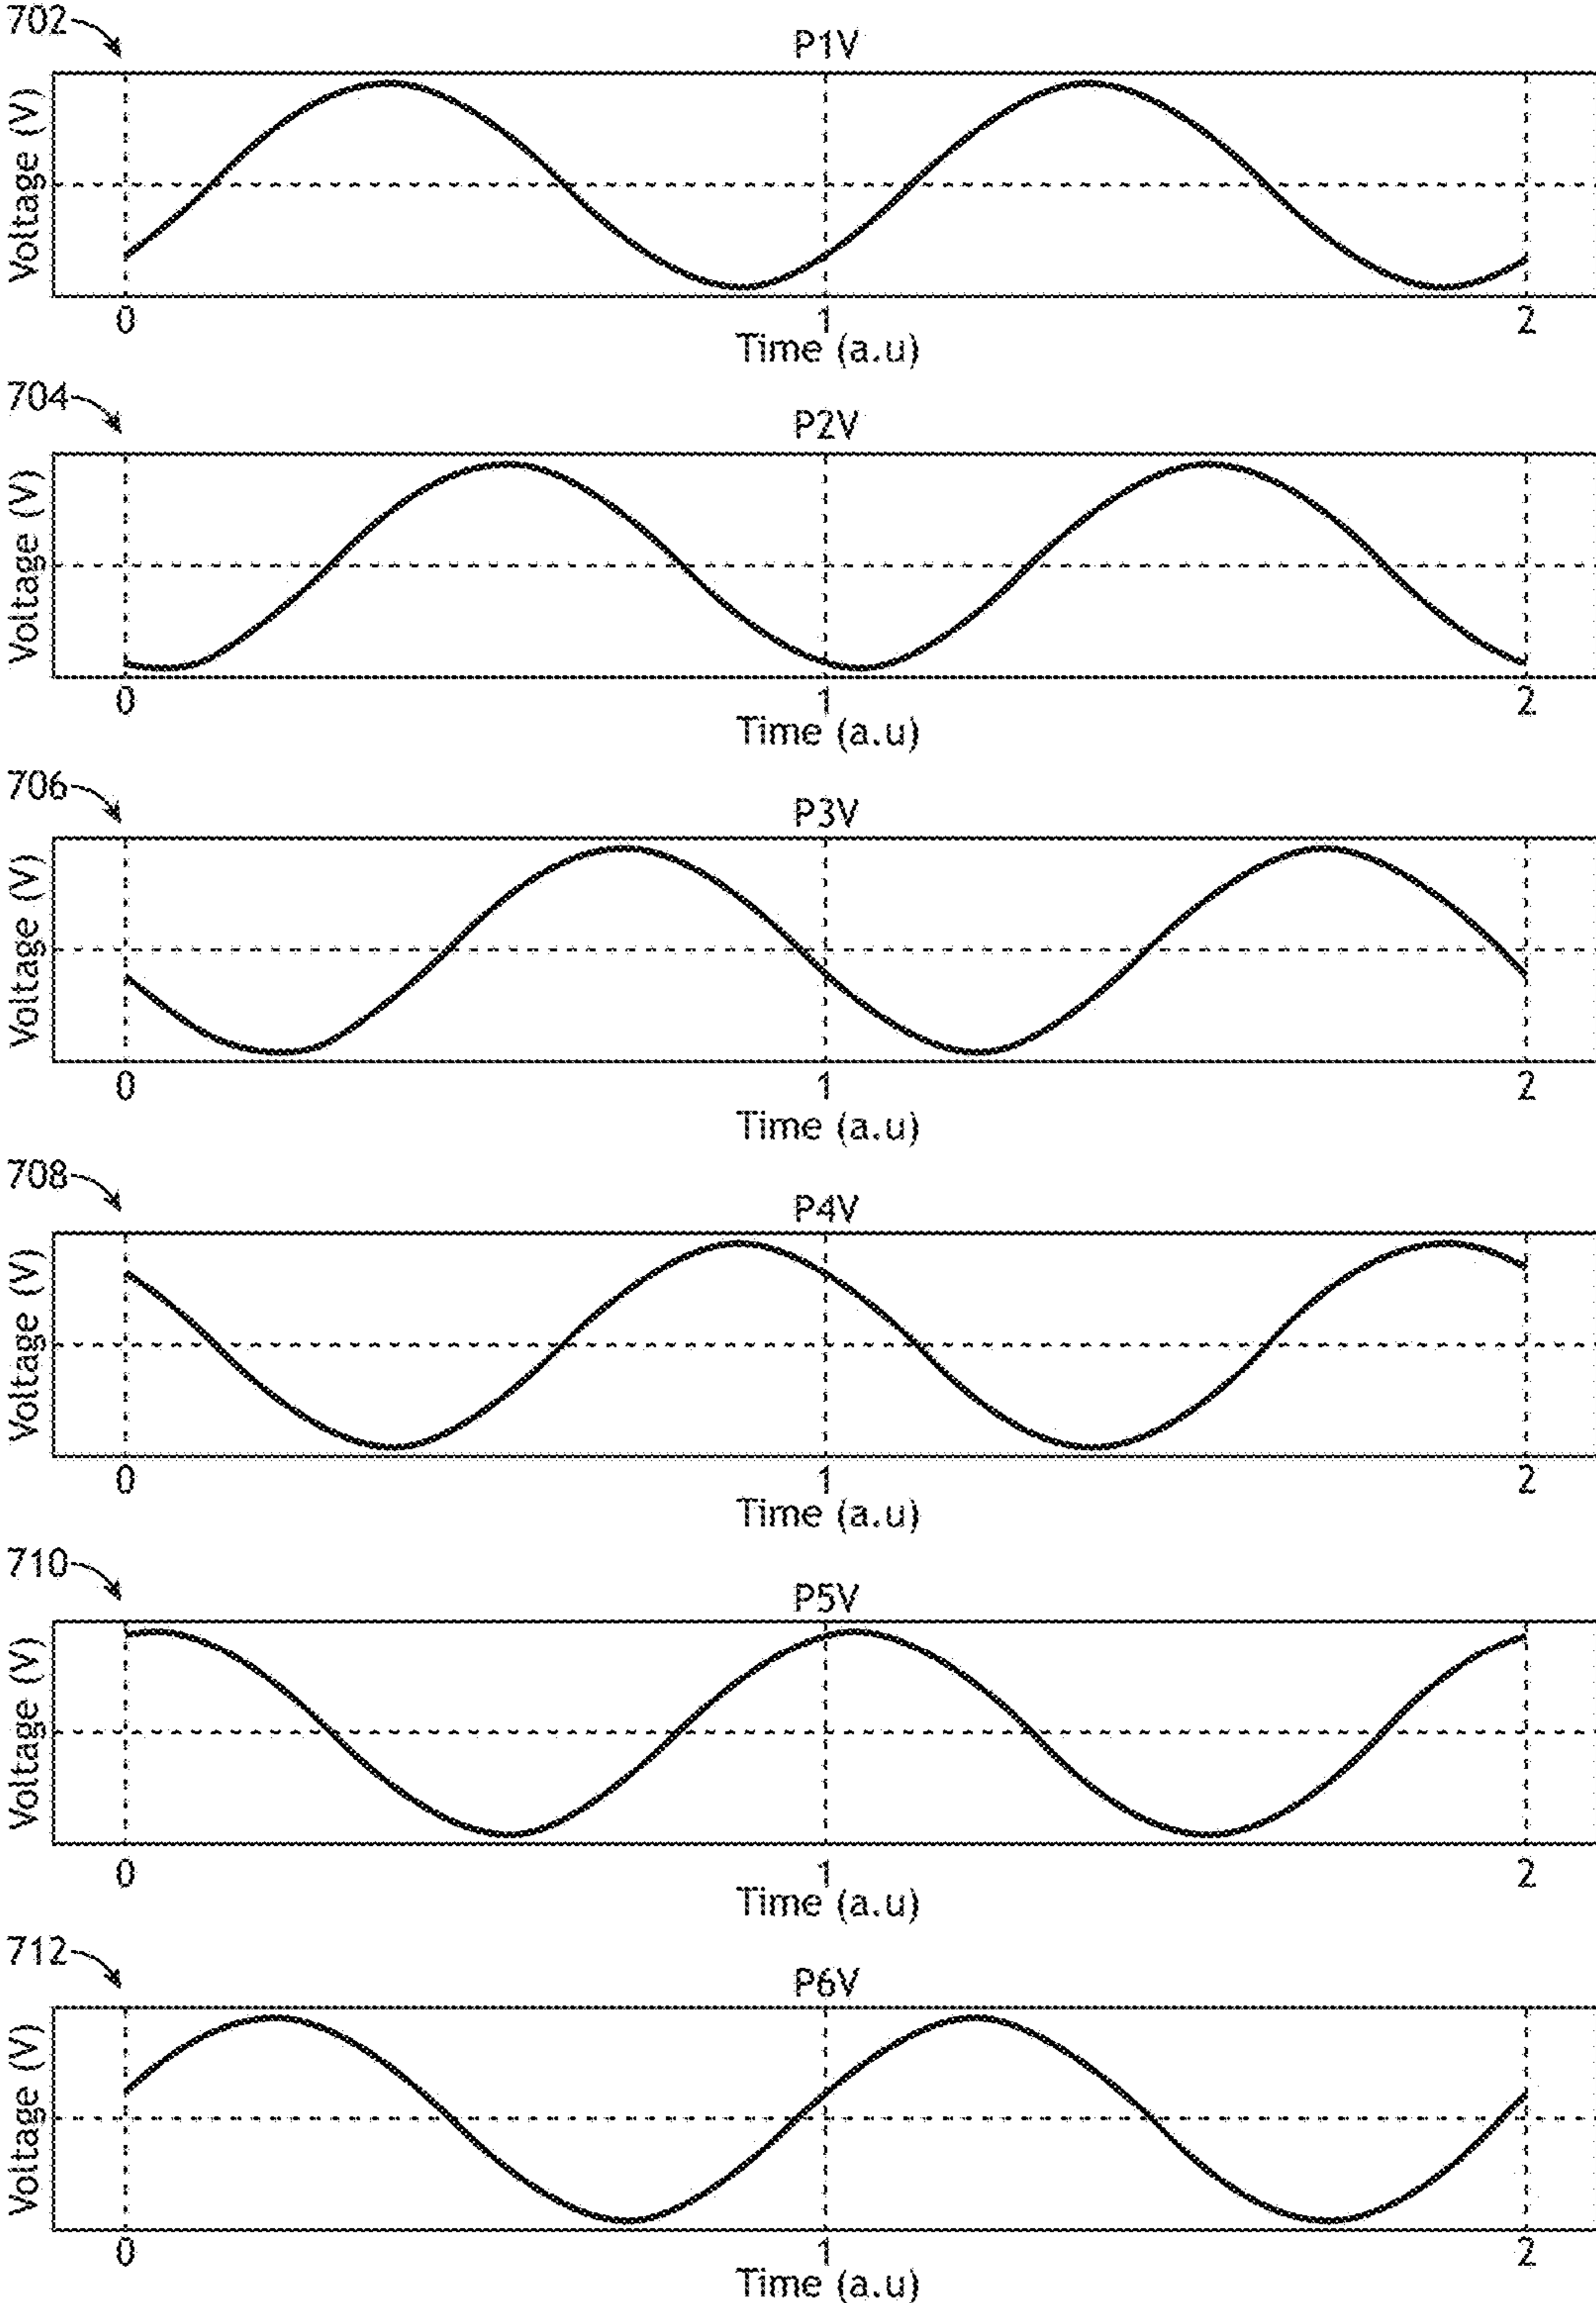 702
P1V
Voltage (V)
0 1 2
Time (a.u)
704
P2V
Voltage (V)
0 1 2
Time (a.u)
706
P3V
Voltage (V)
0 1 2
Time (a.u)
708
P4V
Voltage (V)
0 1 2
Time (a.u)
710
P5V
Voltage (V)
0 1 2
Time (a.u)
712
P6V
Voltage (V)
0 1 2
Time (a.u)